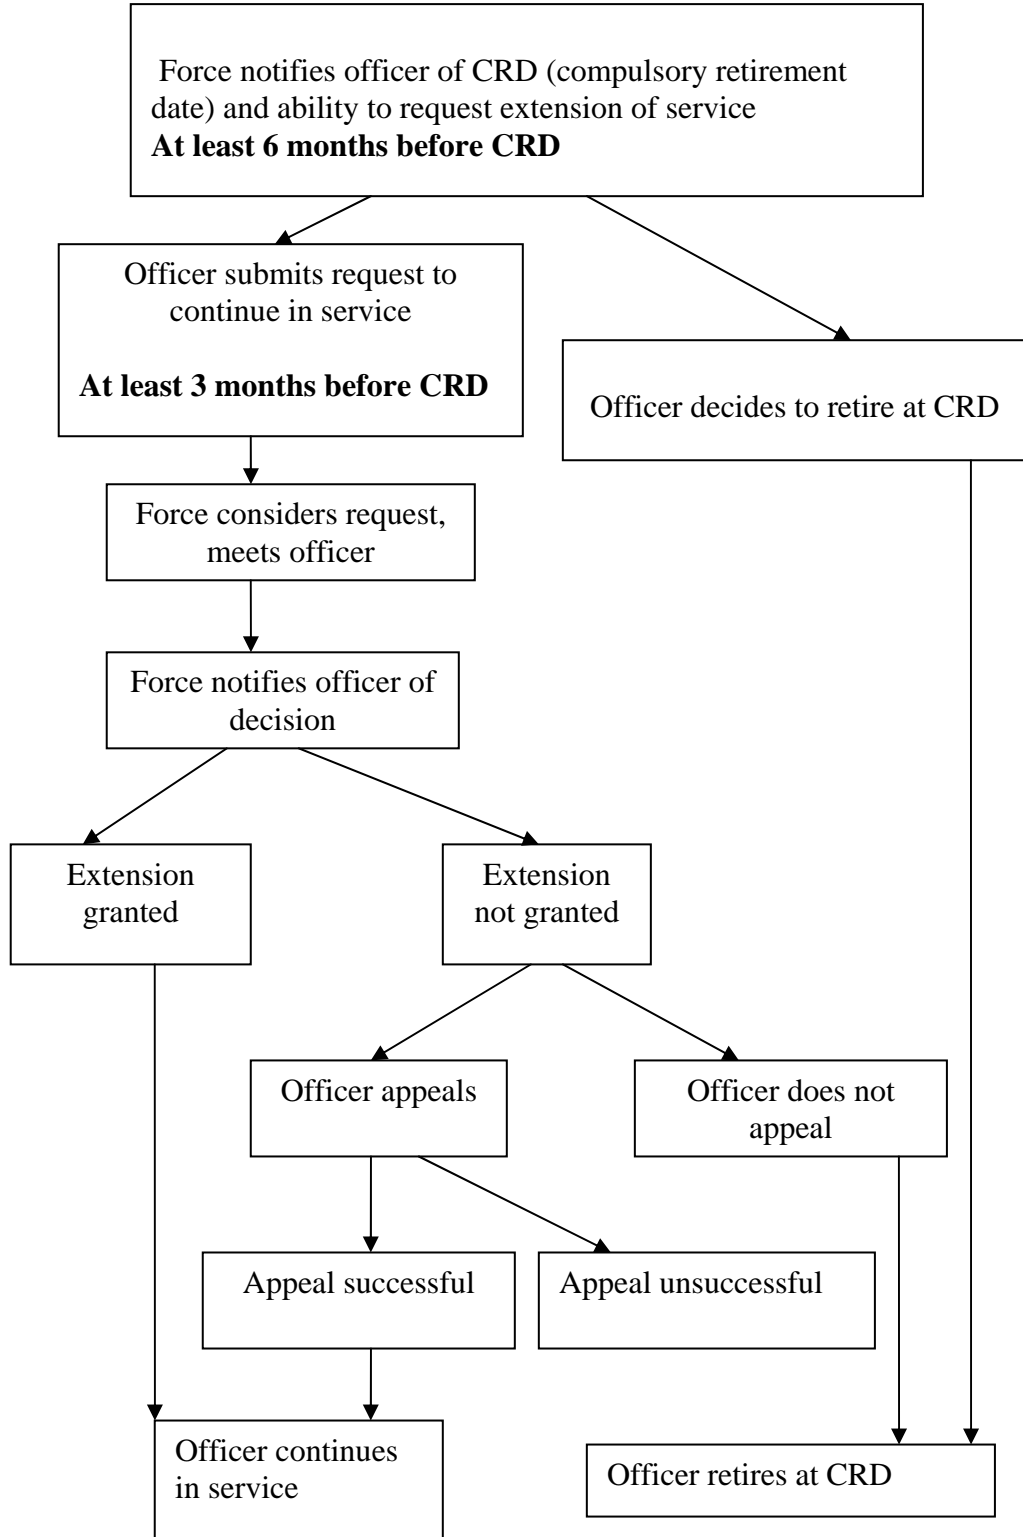 Force notifies officer of CRD (compulsory retirement
date) and ability to request extension of service
At least 6 months before CRD
Officer submits request to
continue in service
At least 3 months before CRD
Officer decides to retire at CRD
Force considers request,
meets officer
Force notifies officer of
decision
Extension
granted
Extension
not granted
Officer appeals
Officer does not
appeal
Appeal successful
Appeal unsuccessful
Officer continues
in service
Officer retires at CRD